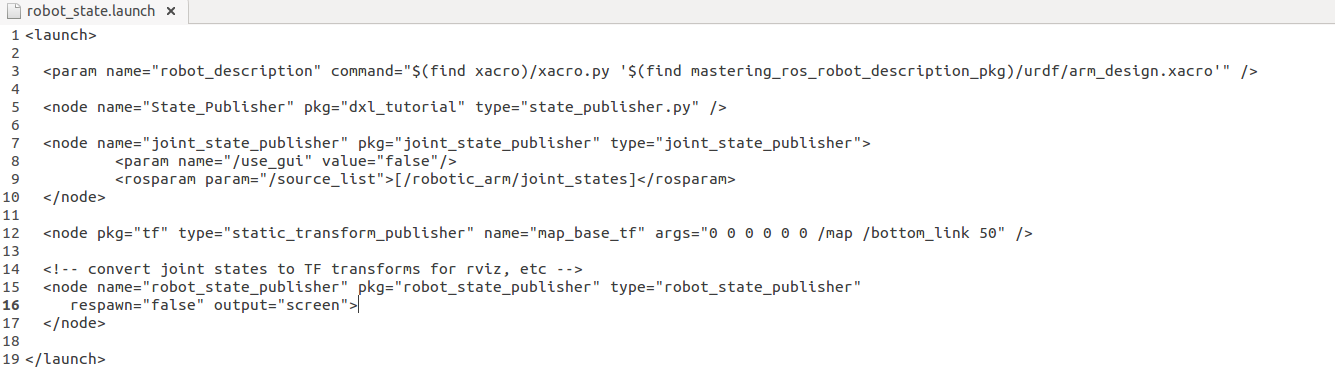 robot_state.launch ×
1 <launch>
2
3   <param name="robot_description" command="$(find xacro)/xacro.py '$(find mastering_ros_robot_description_pkg)/urdf/arm_design.xacro'" />
4
5   <node name="State_Publisher" pkg="dxl_tutorial" type="state_publisher.py" />
6
7   <node name="joint_state_publisher" pkg="joint_state_publisher" type="joint_state_publisher">
8           <param name="/use_gui" value="false"/>
9           <rosparam param="/source_list">[/robotic_arm/joint_states]</rosparam>
10   </node>
11
12   <node pkg="tf" type="static_transform_publisher" name="map_base_tf" args="0 0 0 0 0 0 /map /bottom_link 50" />
13
14   <!-- convert joint states to TF transforms for rviz, etc -->
15   <node name="robot_state_publisher" pkg="robot_state_publisher" type="robot_state_publisher"
16      respawn="false" output="screen">
17   </node>
18
19 </launch>